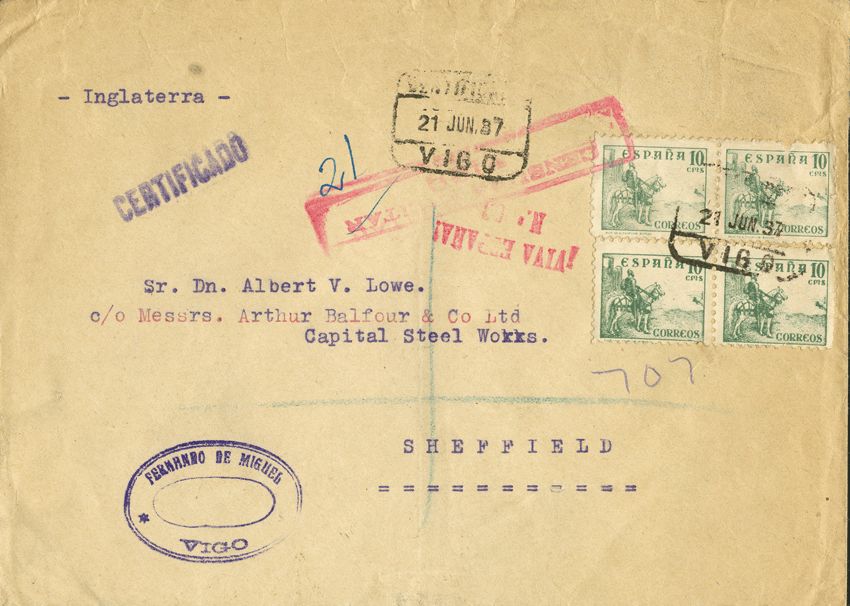 - Inglaterra -
CERTIFICADO
21
21 JUN.37
VIGO
¡VIVA ESPAÑA!
ESPAÑA 10
CTS
CORREOS
ESPAÑA 10
CTS
21 JUN.37
VIGO
ESPAÑA 10
CTS
CORREOS
ESPAÑA 10
CTS
CORREOS
Sr. Dn. Albert V. Lowe.
c/o Messrs. Arthur Balfour & Co Ltd
Capital Steel Wo
707
SHEFFIELD
= = = = = = = = = = =
FERNANDO DE MIGUEL
VIGO